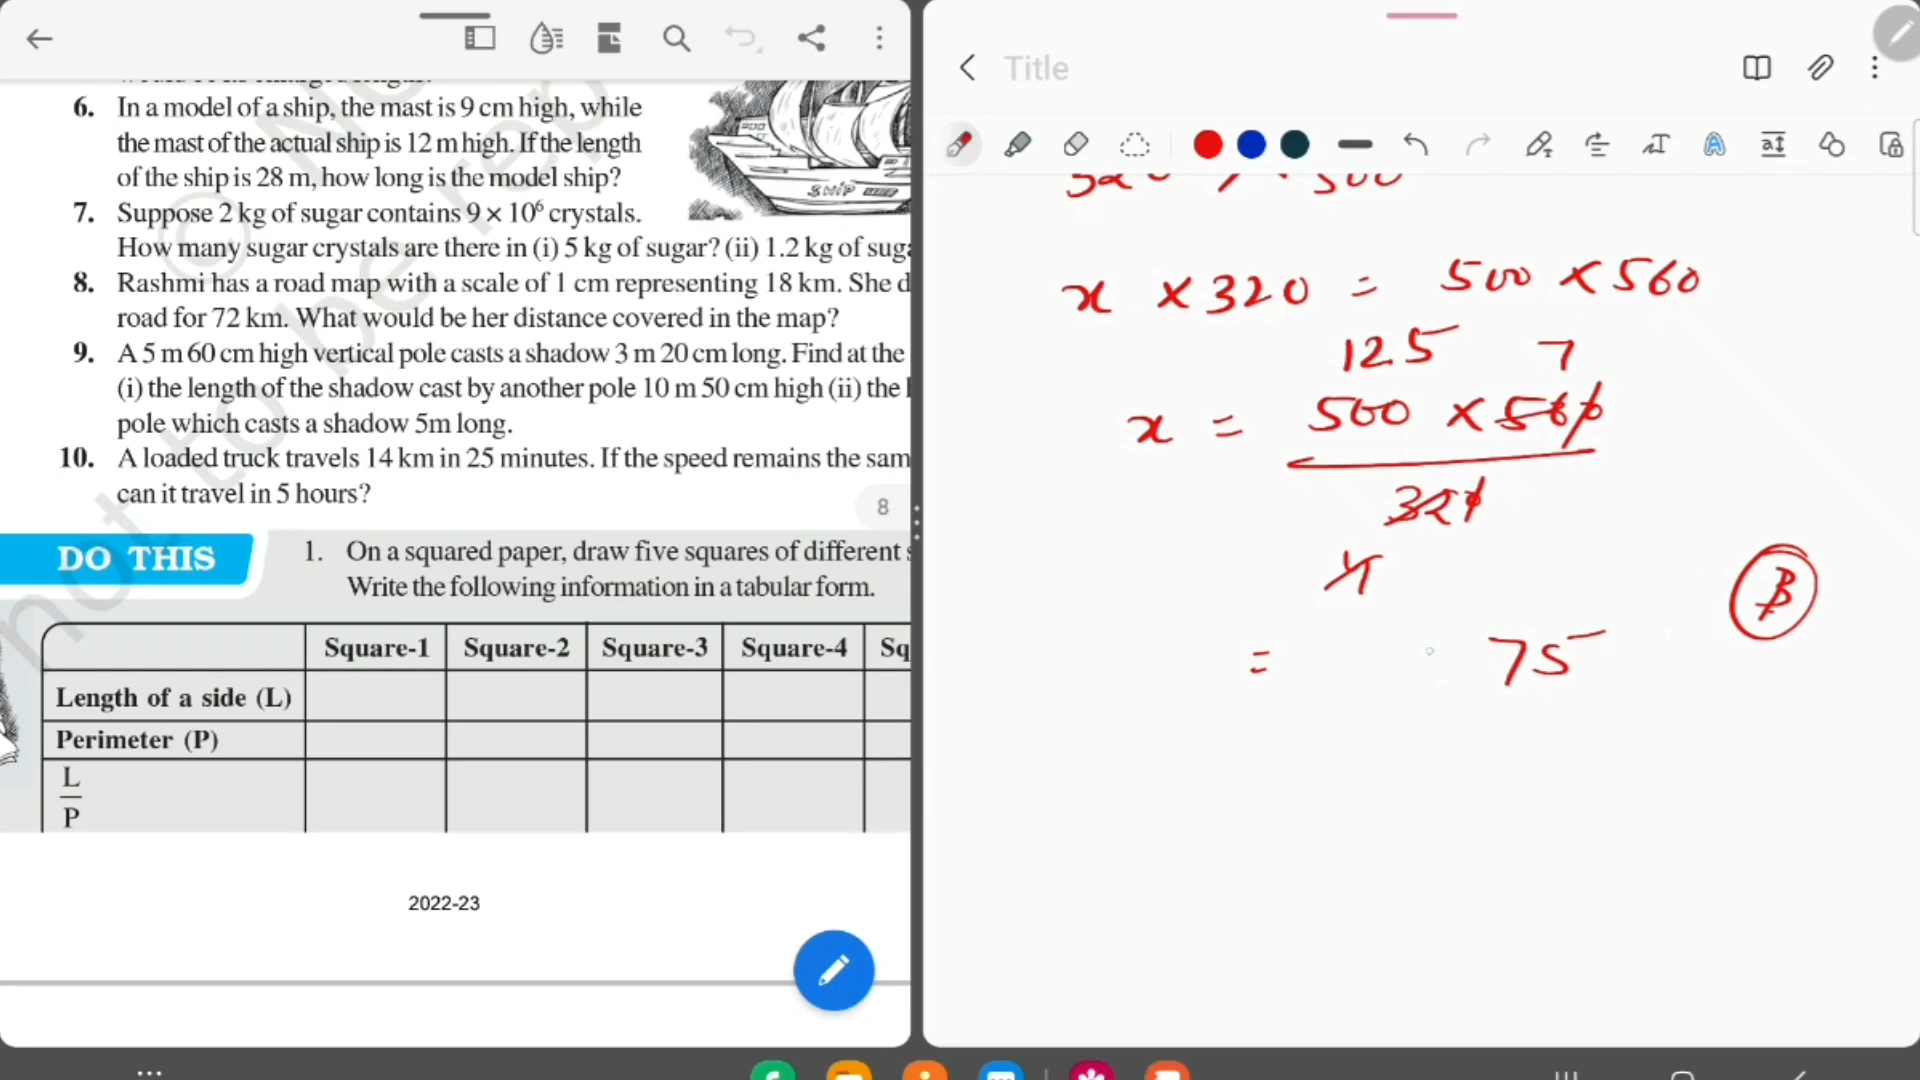 6. In a model of a ship, the mast is 9 cm high, while
the mast of the actual ship is 12 m high. If the length
of the ship is 28 m, how long is the model ship?
SHIP
7. Suppose 2 kg of sugar contains 9 × 10⁶ crystals.
How many sugar crystals are there in (i) 5 kg of sugar? (ii) 1.2 kg of
8. Rashmi has a road map with a scale of 1 cm representing 18 km. She
road for 72 km. What would be her distance covered in the map?
9. A 5 m 60 cm high vertical pole casts a shadow 3 m 20 cm long. Find at the
(i) the length of the shadow cast by another pole 10 m 50 cm high (ii) the
pole which casts a shadow 5m long.
10. A loaded truck travels 14 km in 25 minutes. If the speed remains the
can it travel in 5 hours?
8
DO THIS
1. On a squared paper, draw five squares of different
Write the following information in a tabular form.
Square-1 Square-2 Square-3 Square-4 Sq
Length of a side (L)
Perimeter (P)
L
P
2022-23
Title
x × 320 = 500 × 560
125 7
x = 500 × 560
320
4
= 75